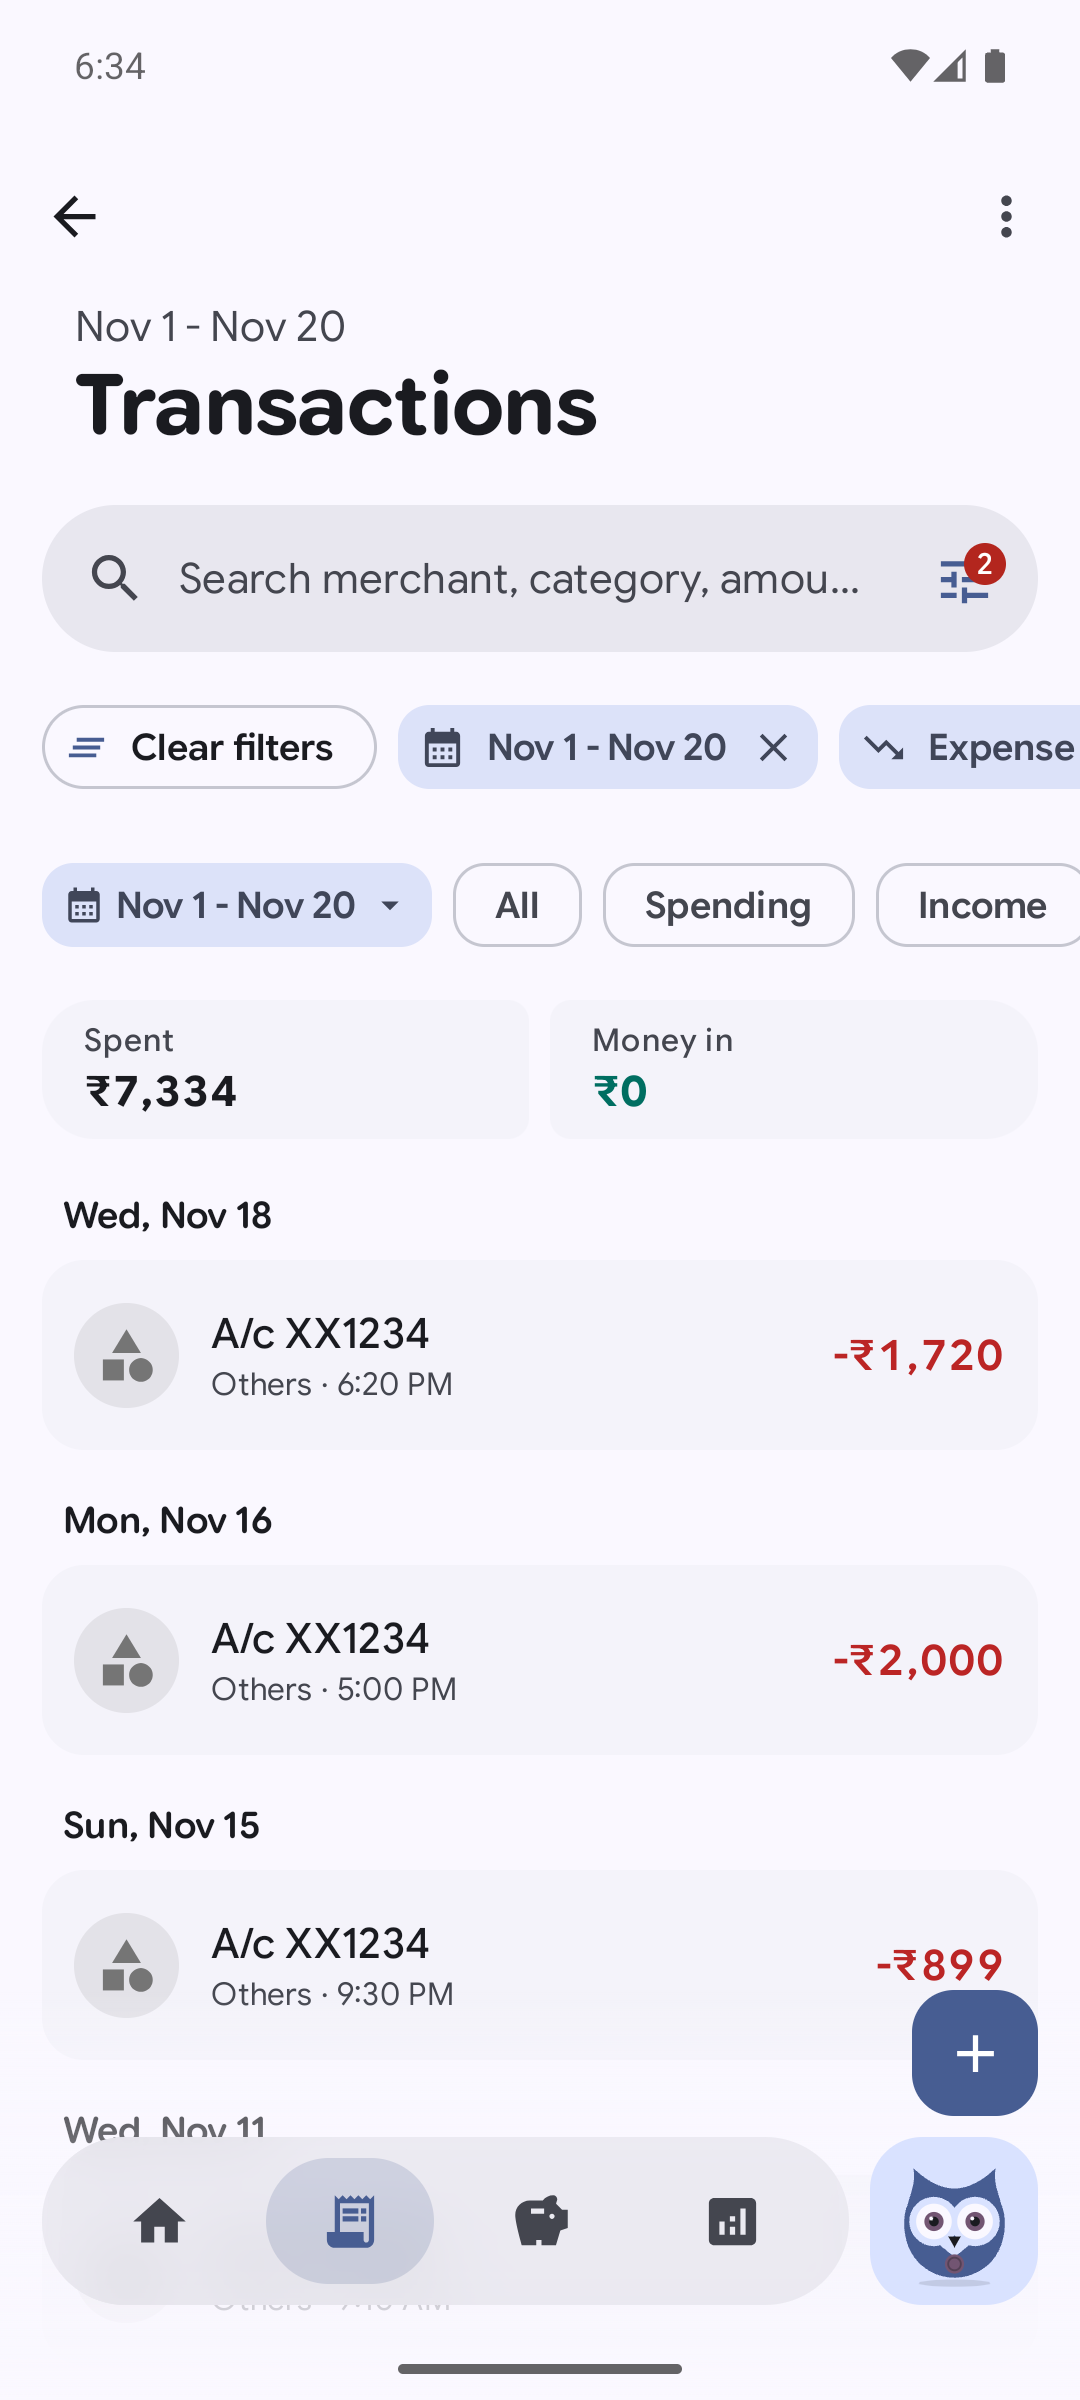 6:34
Nov 1 - Nov 20
Transactions
Search merchant, category, amou...
2
Clear filters
Nov 1 - Nov 20
Expense
Nov 1 - Nov 20
All
Spending
Income
Spent
₹7,334
Money in
₹0
Wed, Nov 18
A/c XX1234
-₹1,720
Others · 6:20 PM
Mon, Nov 16
A/c XX1234
-₹2,000
Others · 5:00 PM
Sun, Nov 15
A/c XX1234
-₹899
Others · 9:30 PM
Wed, Nov 11
Others
AM